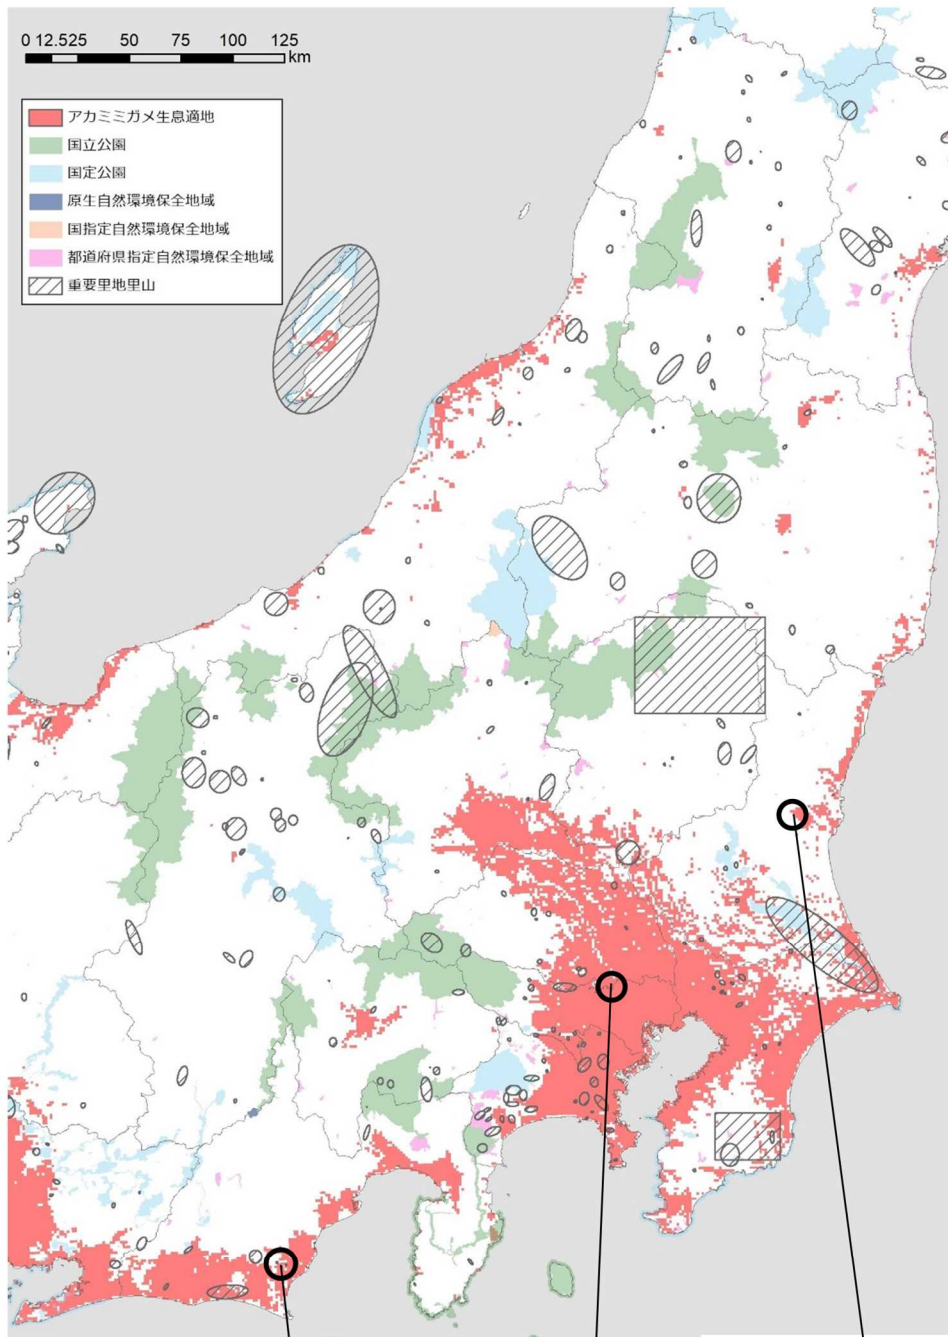 0 12.525 50 75 100 125
km
アカミミガメ生息適地
国立公園
国定公園
原生自然環境保全地域
国指定自然環境保全地域
都道府県指定自然環境保全地域
重要里地里山